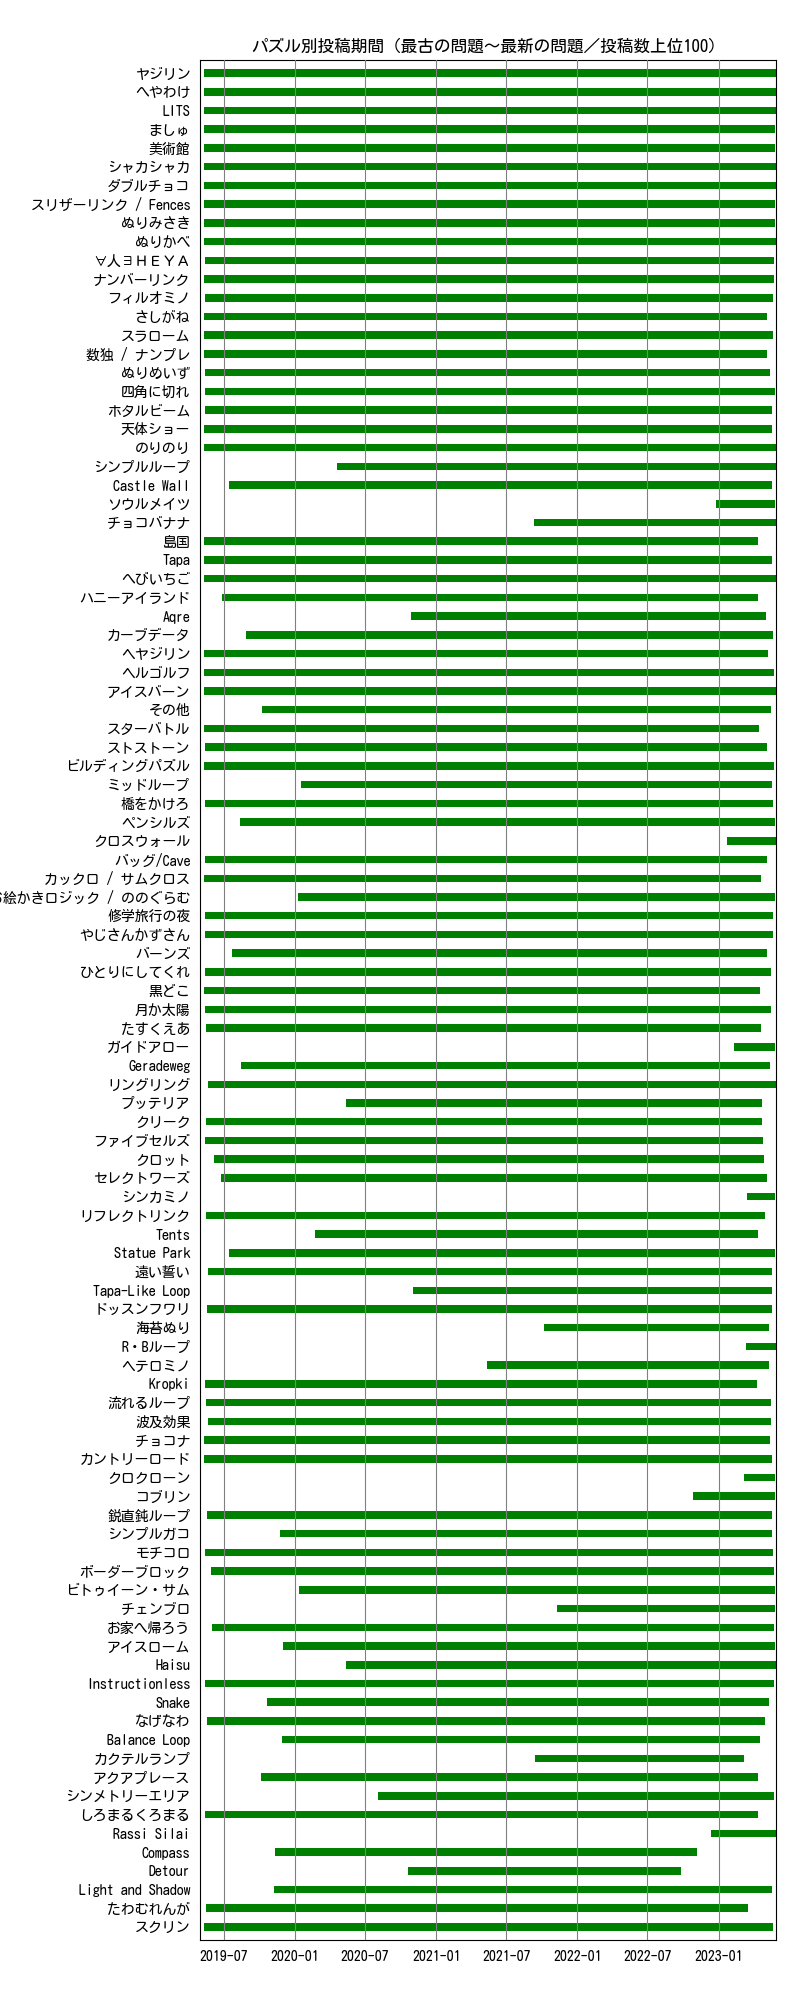 パズル別投稿期間（最古の問題～最新の問題／投稿数上位100）
ヤジリン
へやわけ
LITS
ましゅ
美術館
シャカシャカ
ダブルチョコ
スリザーリンク / Fences
ぬりみさき
ぬりかべ
∀人ヨＨＥＹＡ
ナンバーリンク
フィルオミノ
さしがね
スラローム
数独 / ナンプレ
ぬりめいず
四角に切れ
ホタルビーム
天体ショー
のりのり
シンプルループ
Castle Wall
ソウルメイツ
チョコバナナ
島国
Tapa
へびいちご
ハニーアイランド
Aqre
カーブデータ
ヘヤジリン
ヘルゴルフ
アイスバーン
その他
スターバトル
ストストーン
ビルディングパズル
ミッドループ
橋をかけろ
ペンシルズ
クロスウォール
バッグ/Cave
カックロ / サムクロス
絵かきロジック / ののぐらむ
修学旅行の夜
やじさんかずさん
バーンズ
ひとりにしてくれ
黒どこ
月か太陽
たすくえあ
ガイドアロー
Geradeweg
リングリング
プッテリア
クリーク
ファイブセルズ
クロット
セレクトワーズ
シンカミノ
リフレクトリンク
Tents
Statue Park
遠い誓い
Tapa-Like Loop
ドッスンフワリ
海苔ぬり
R・Bループ
ヘテロミノ
Kropki
流れるループ
波及効果
チョコナ
カントリーロード
クロクローン
コブリン
鋭直鈍ループ
シンプルガコ
モチコロ
ボーダーブロック
ビトゥイーン・サム
チェンブロ
お家へ帰ろう
アイスローム
Haisu
Instructionless
Snake
なげなわ
Balance Loop
カクテルランプ
アクアプレース
シンメトリーエリア
しろまるくろまる
Rassi Silai
Compass
Detour
Light and Shadow
たわむれんが
スクリン
2019-07 2020-01 2020-07 2021-01 2021-07 2022-01 2022-07 2023-01